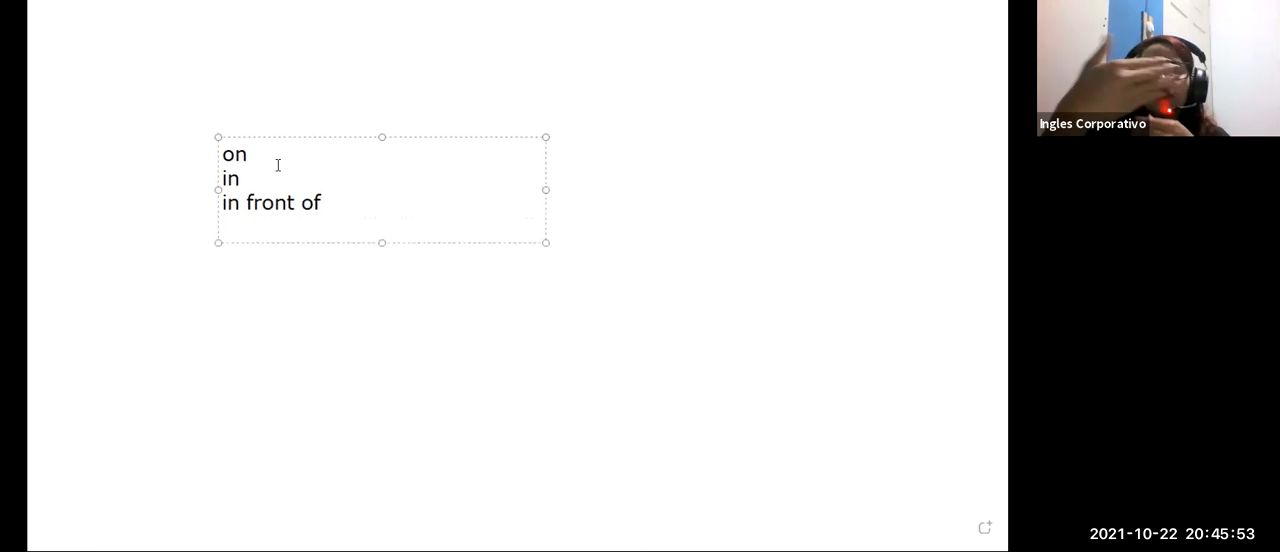 on
in
in front of
Ingles Corporativo
2021-10-22 20:45:53